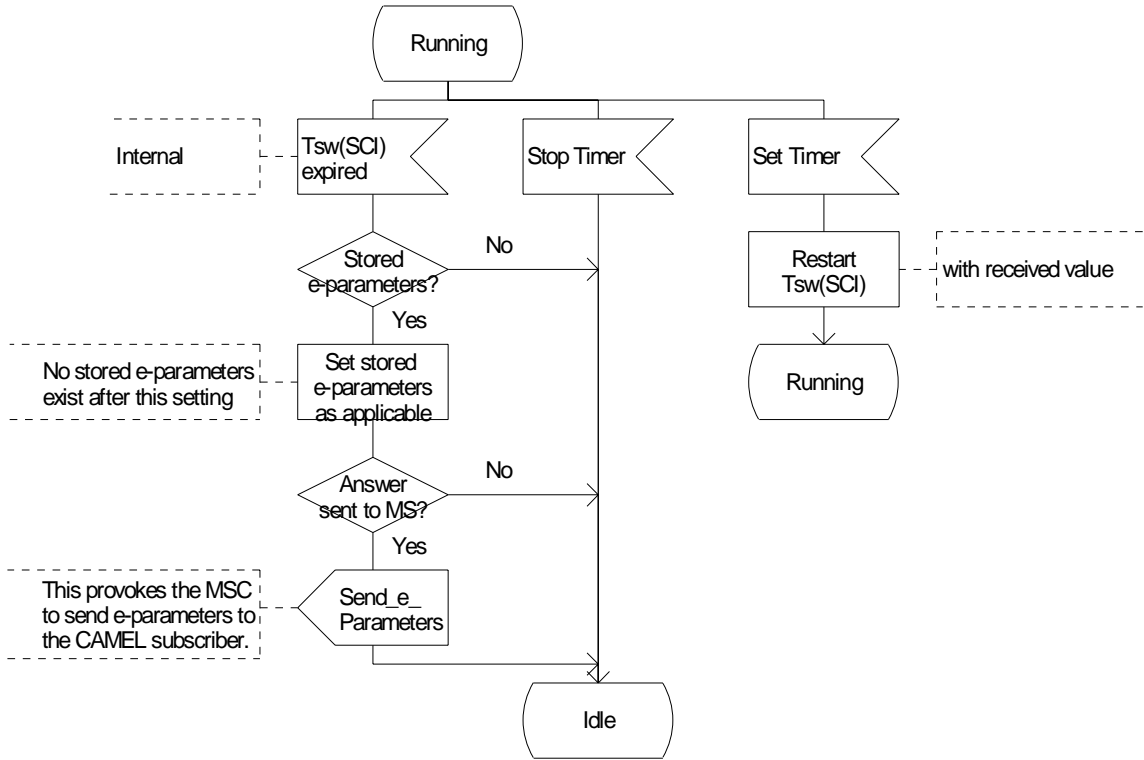 Running
Internal
Tsw(SCI)
expired
Stop Timer
Set Timer
Stored
e-parameters?
No
Yes
Restart
Tsw(SCI)
with received value
No stored e-parameters
exist after this setting
Set stored
e-parameters
as applicable
Running
Answer
sent to MS?
No
Yes
This provokes the MSC
to send e-parameters to
the CAMEL subscriber.
Send_e_
Parameters
Idle